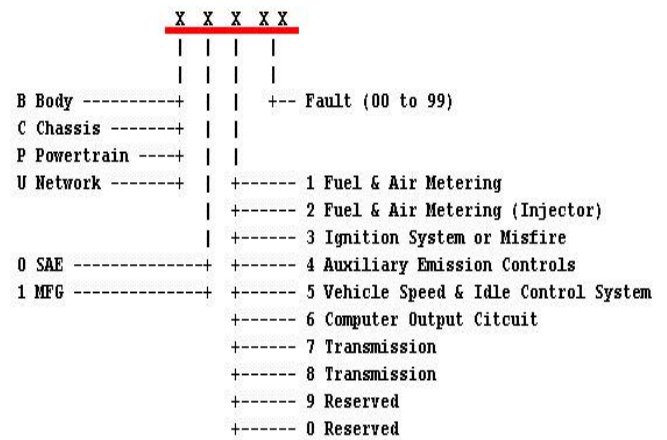 X X X X X
B Body -----------+ | | +-- Fault (00 to 99)
C Chassis --------+ | |
P Powertrain ----+ | |
U Network -------+ | +------ 1 Fuel & Air Metering
| +------ 2 Fuel & Air Metering (Injector)
| +------ 3 Ignition System or Misfire
0 SAE ---------------+ +------ 4 Auxiliary Emission Controls
1 MFG ---------------+ +------ 5 Vehicle Speed & Idle Control System
+------ 6 Computer Output Citcuit
+------ 7 Transmission
+------ 8 Transmission
+------ 9 Reserved
+------ 0 Reserved